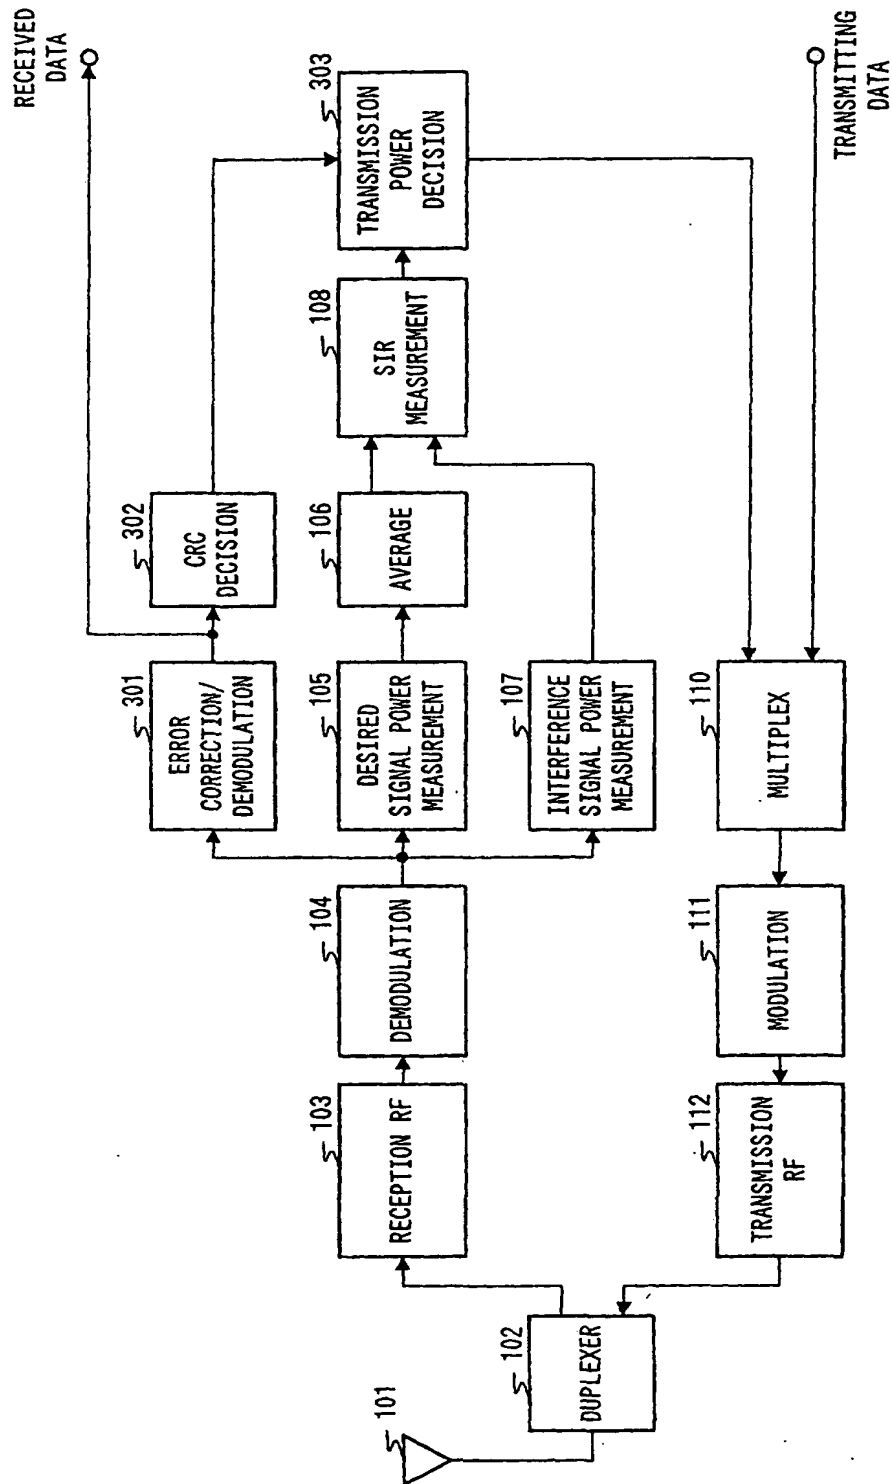 RECEIVED
DATA
302
CRC
DECISION
303
TRANSMISSION
POWER
DECISION
301
ERROR
CORRECTION/
DEMODULATION
101
102
DUPLEXER
103
RECEPTION RF
104
DEMODULATION
105
DESIRED
SIGNAL POWER
MEASUREMENT
106
AVERAGE
108
SIR
MEASUREMENT
107
INTERFERENCE
SIGNAL POWER
MEASUREMENT
112
TRANSMISSION
RF
111
MODULATION
110
MULTIPLEX
TRANSMITTING
DATA